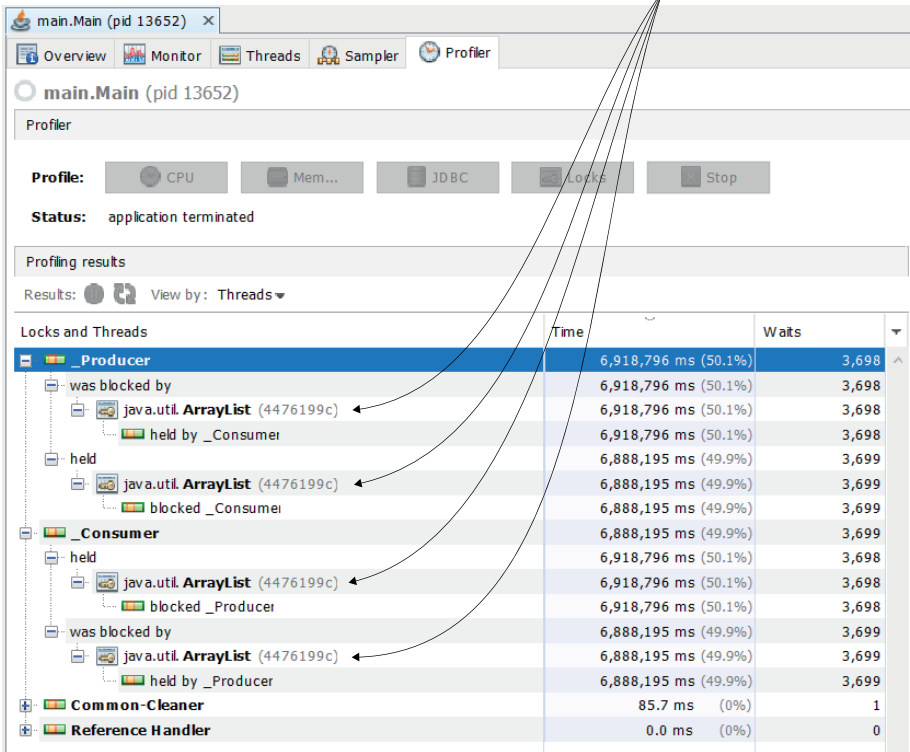 main.Main (pid 13652) ×
Overview Monitor Threads Sampler Profiler
main.Main (pid 13652)
Profiler
Profile: CPU Mem... JDBC Locks Stop
Status: application terminated
Profiling results
Results: View by: Threads
Locks and Threads Time Waits
_Producer 6,918,796 ms (50.1%) 3,698
was blocked by 6,918,796 ms (50.1%) 3,698
java.util.ArrayList (4476199c) 6,918,796 ms (50.1%) 3,698
held by _Consumer 6,918,796 ms (50.1%) 3,698
held 6,888,195 ms (49.9%) 3,699
java.util.ArrayList (4476199c) 6,888,195 ms (49.9%) 3,699
blocked _Consumer 6,888,195 ms (49.9%) 3,699
_Consumer 6,888,195 ms (49.9%) 3,699
held 6,918,796 ms (50.1%) 3,698
java.util.ArrayList (4476199c) 6,918,796 ms (50.1%) 3,698
blocked _Producer 6,918,796 ms (50.1%) 3,698
was blocked by 6,888,195 ms (49.9%) 3,699
java.util.ArrayList (4476199c) 6,888,195 ms (49.9%) 3,699
held by _Producer 6,888,195 ms (49.9%) 3,699
Common-Cleaner 85.7 ms (0%) 1
Reference Handler 0.0 ms (0%) 0